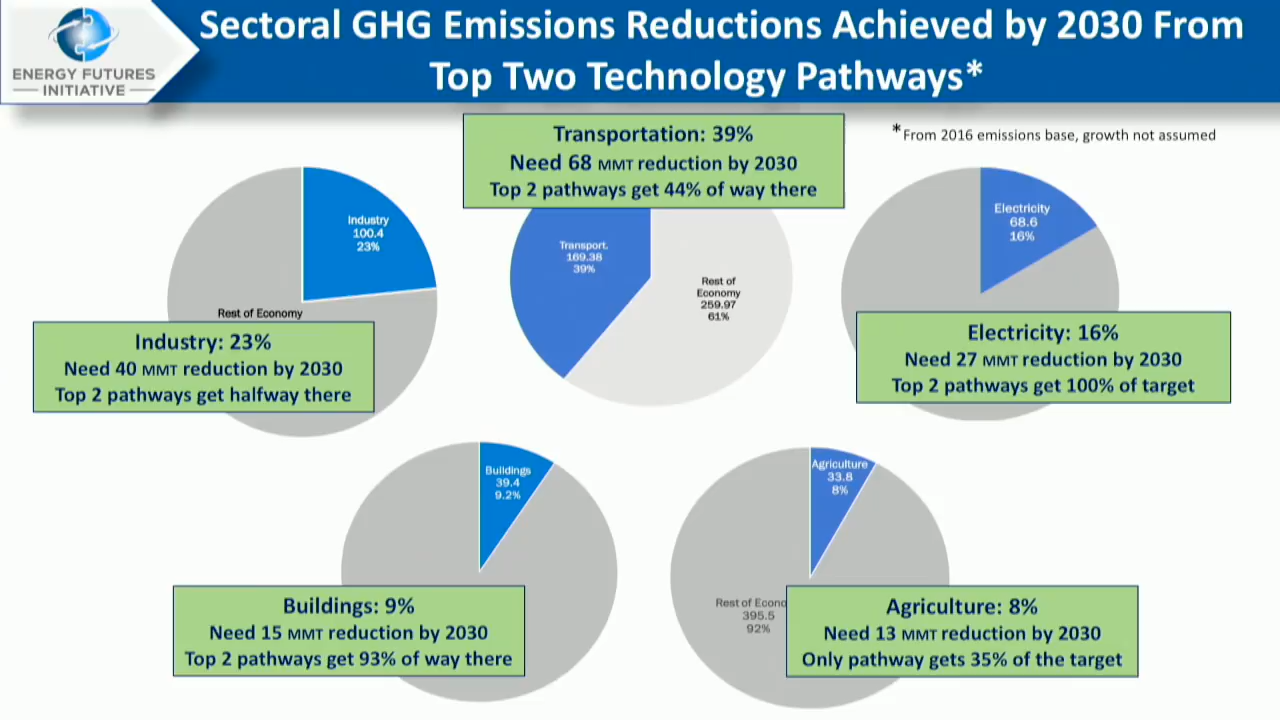 ENERGY FUTURES
INITIATIVE
Sectoral GHG Emissions Reductions Achieved by 2030 From
Top Two Technology Pathways*
*From 2016 emissions base, growth not assumed
Transportation: 39%
Need 68 MMT reduction by 2030
Top 2 pathways get 44% of way there
Transport.
169.38
39%
Rest of
Economy
259.97
61%
Industry
100.4
23%
Rest of Economy
Industry: 23%
Need 40 MMT reduction by 2030
Top 2 pathways get halfway there
Electricity
68.6
16%
Electricity: 16%
Need 27 MMT reduction by 2030
Top 2 pathways get 100% of target
Buildings
39.4
9.2%
Buildings: 9%
Need 15 MMT reduction by 2030
Top 2 pathways get 93% of way there
Agriculture
33.8
8%
Rest of Econo
395.5
92%
Agriculture: 8%
Need 13 MMT reduction by 2030
Only pathway gets 35% of the target